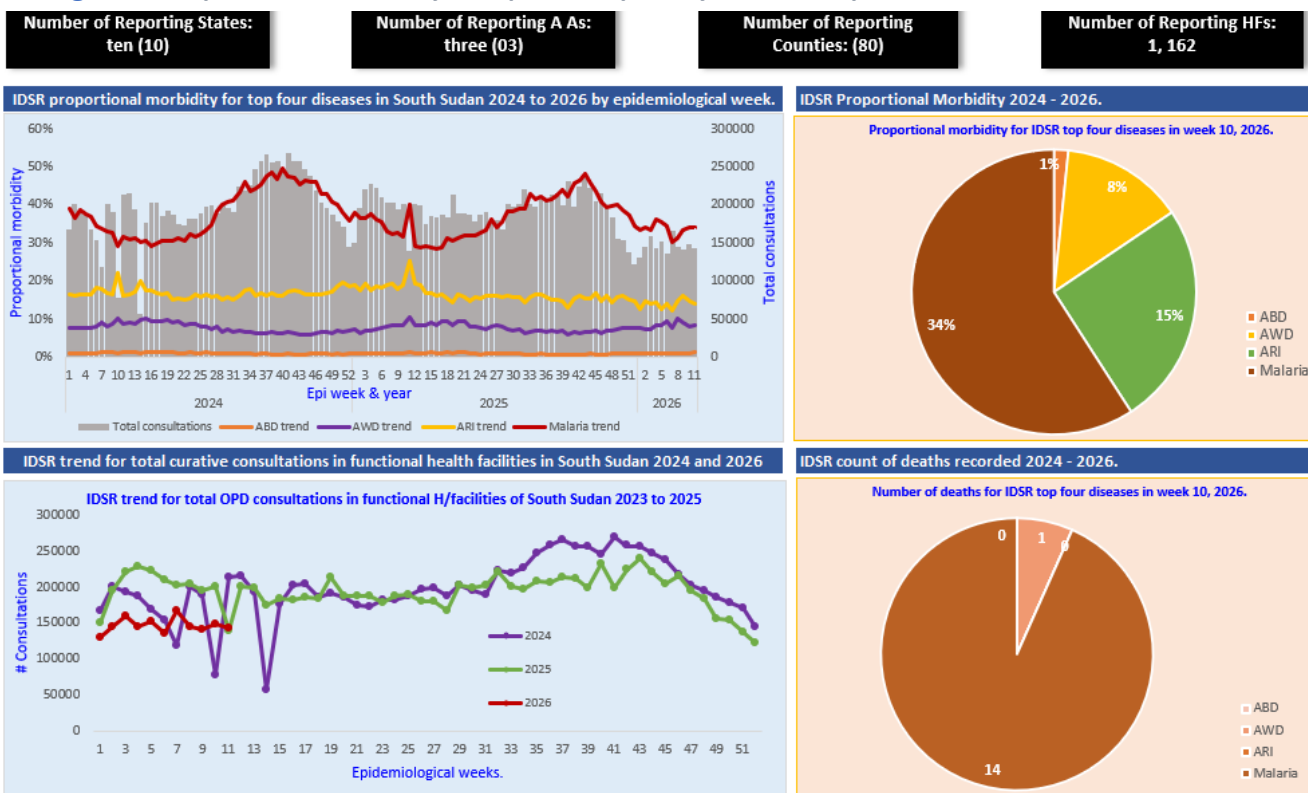 Number of Reporting States:
ten (10)
Number of Reporting A As:
three (03)
Number of Reporting
Counties: (80)
Number of Reporting HFs:
1, 162
IDSR proportional morbidity for top four diseases in South Sudan 2024 to 2026 by epidemiological week.
60%
50%
40%
30%
20%
10%
0%
Proportional morbidity
300000
250000
200000
150000
100000
50000
0
Total consultations
1 4 7 10 13 16 19 22 25 28 31 34 37 40 43 46 49 52 3 6 9 12 15 18 21 24 27 30 33 36 39 42 45 48 51 2 5 8 11
Epi week & year
2024 2025 2026
Total consultations ABD trend AWD trend ARI trend Malaria trend
IDSR Proportional Morbidity 2024 - 2026.
Proportional morbidity for IDSR top four diseases in week 10, 2026.
1%
8%
15%
34%
ABD
AWD
ARI
Malaria
IDSR trend for total curative consultations in functional health facilities in South Sudan 2024 and 2026
IDSR trend for total OPD consultations in functional H/facilities of South Sudan 2023 to 2025
300000
250000
200000
150000
100000
50000
0
# Consultations
2024
2025
2026
1 3 5 7 9 11 13 15 17 19 21 23 25 27 29 31 33 35 37 39 41 43 45 47 49 51
Epidemiological weeks.
IDSR count of deaths recorded 2024 - 2026.
Number of deaths for IDSR top four diseases in week 10, 2026.
0
1
14
ABD
AWD
ARI
Malaria